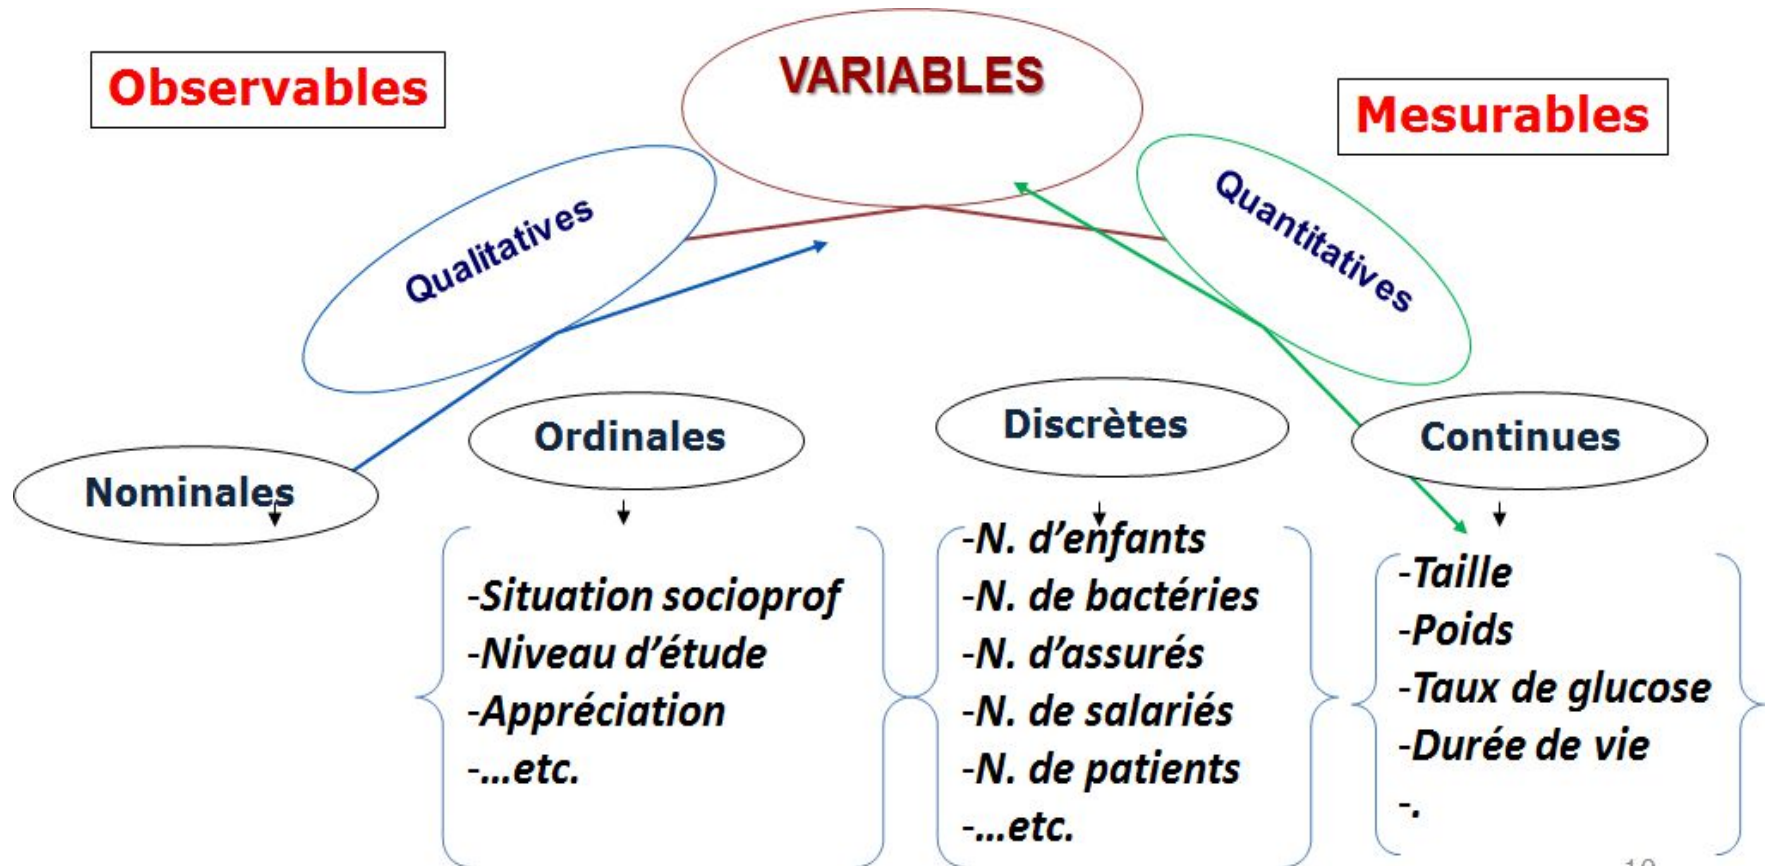 VARIABLES
Observables
Mesurables
Qualitatives
Quantitatives
Nominales
Ordinales
Discrètes
Continues
-Situation socioprof
-Niveau d'étude
-Appréciation
-...etc.
-N. d'enfants
-N. de bactéries
-N. d'assurés
-N. de salariés
-N. de patients
-...etc.
-Taille
-Poids
-Taux de glucose
-Durée de vie
-.